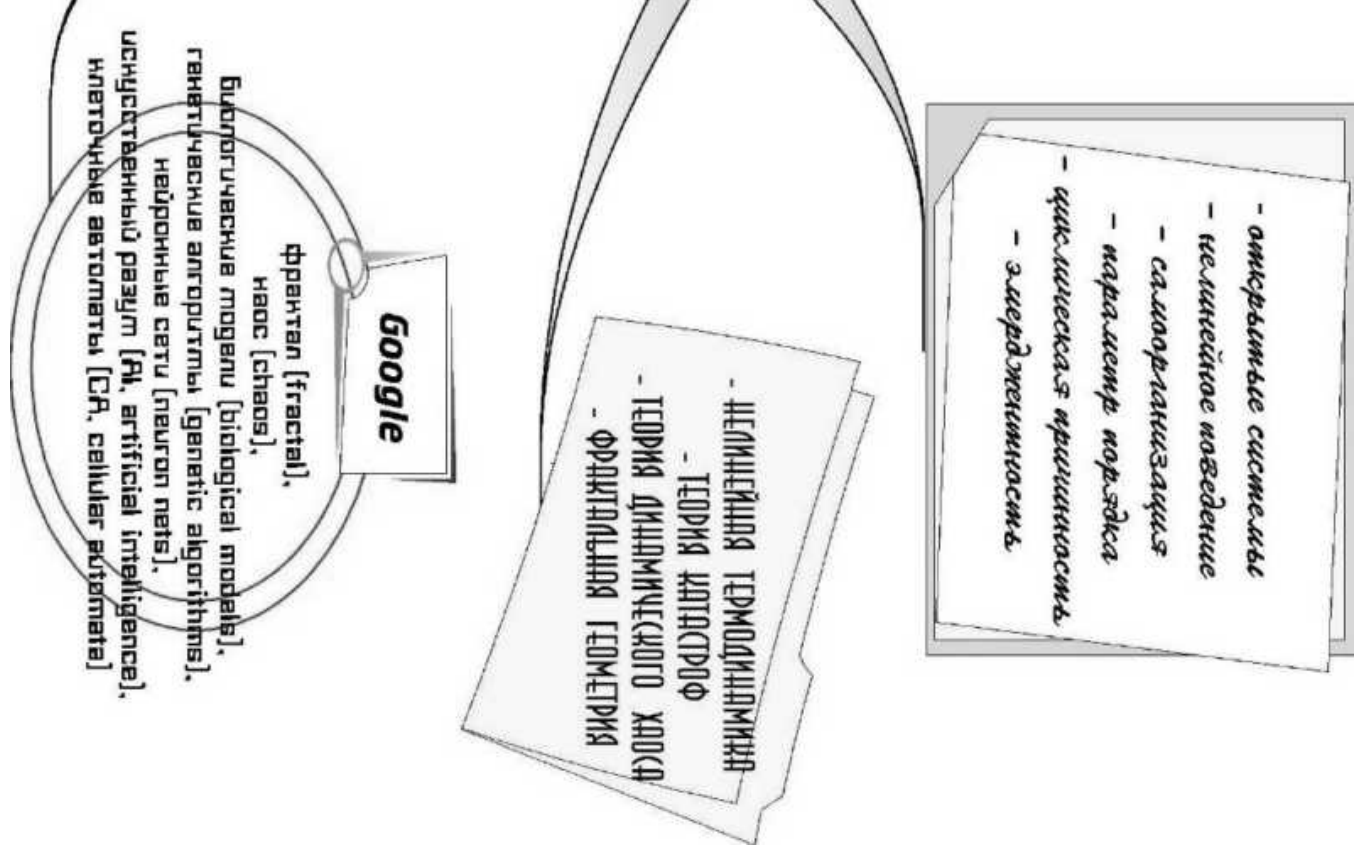 - открытые системы
- нелинейное поведение
- самоорганизация
- параметр порядка
- циклическая причинность
- эмерджентность
- НЕЛИНЕЙНАЯ ТЕРМОДИНАМИКА
- ТЕОРИЯ КАТАСТРОФ
- ТЕОРИЯ ДИНАМИЧЕСКОГО ХАОСА
- ФРАКТАЛЬНАЯ ГЕОМЕТРИЯ
Google
фрактал (fractal),
хаос (chaos),
биологические модели (biological models),
генетические алгоритмы (genetic algorithms),
нейронные сети (neuron nets),
искусственный разум (AI, artificial intelligence),
клеточные автоматы (CA, cellular automata)